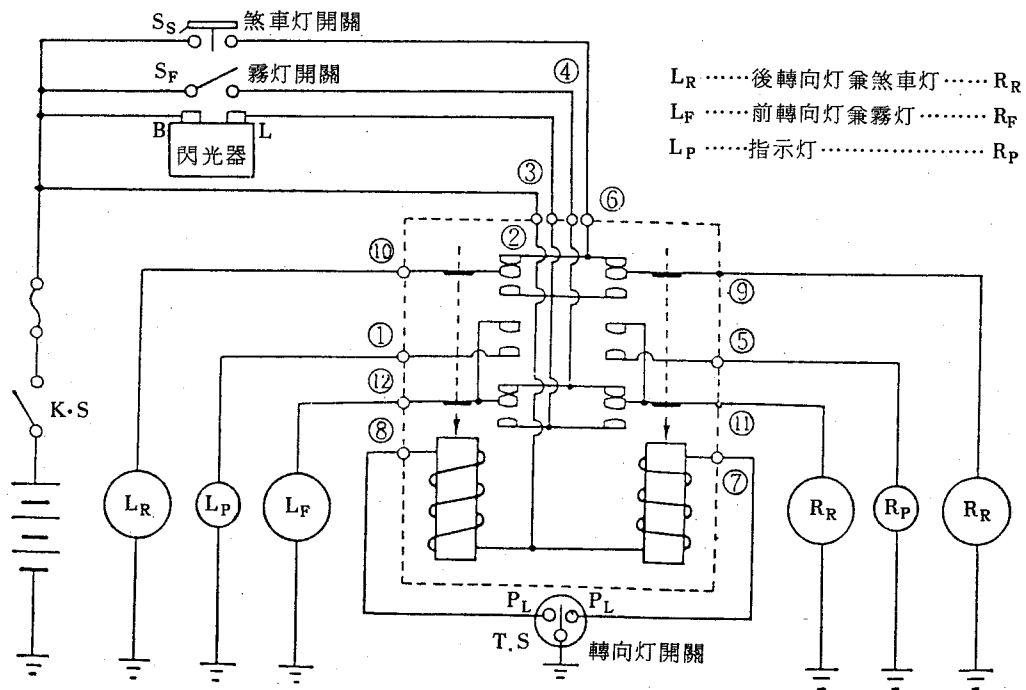 S_S 煞車灯開關
S_F 霧灯開關
④
B L
閃光器
L_R ……後轉向灯兼煞車灯…… R_R
L_F ……前轉向灯兼霧灯……… R_F
L_P ……指示灯……………… R_P
③
⑥
②
⑩
⑨
①
⑤
⑫
K·S
⑪
⑧
⑦
L_R L_P L_F R_R R_P R_R
P_L P_L
T.S 轉向灯開關